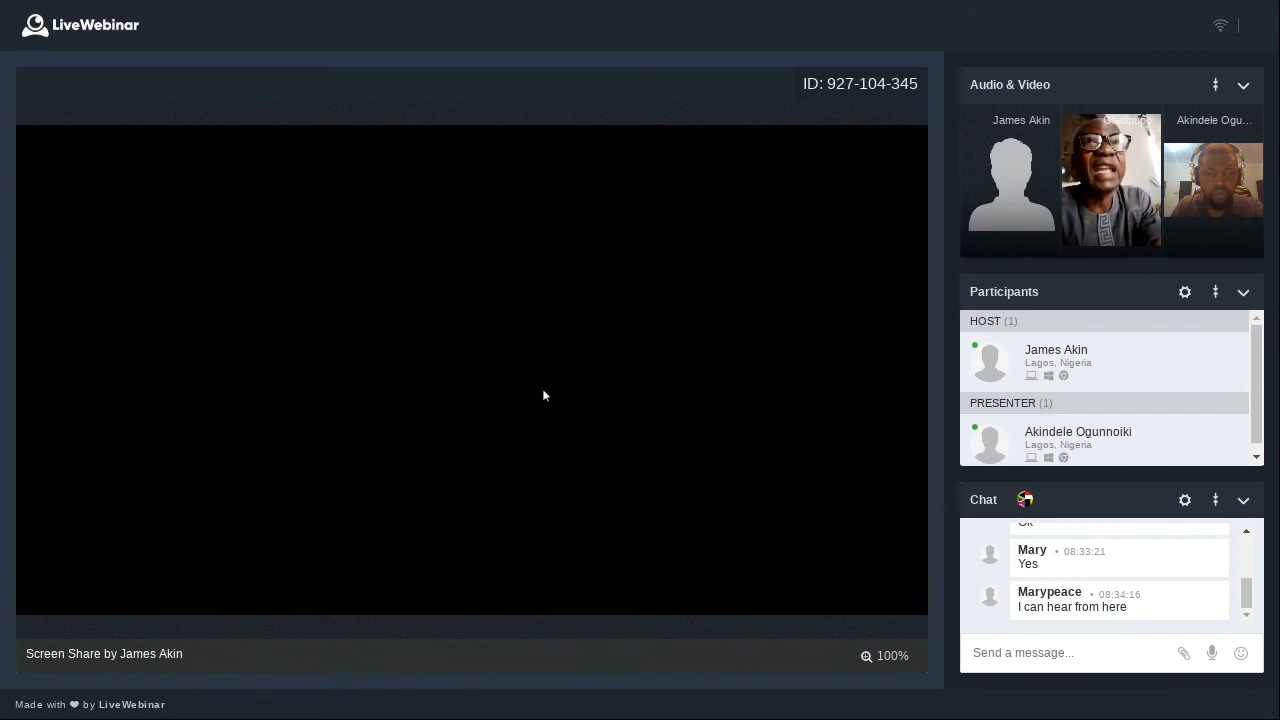 LiveWebinar
ID: 927-104-345
Screen Share by James Akin
100%
Audio & Video
James Akin
Akindele Ogu...
Participants
HOST (1)
James Akin
Lagos, Nigeria
PRESENTER (1)
Akindele Ogunnoiki
Lagos, Nigeria
Chat
Ok
Mary • 08:33:21
Yes
Marypeace • 08:34:16
I can hear from here
Send a message...
Made with ❤ by LiveWebinar